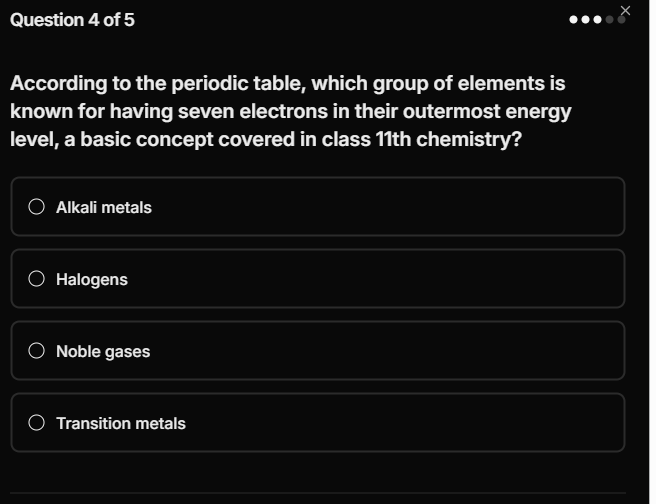 Question 4 of 5
According to the periodic table, which group of elements is
known for having seven electrons in their outermost energy
level, a basic concept covered in class 11th chemistry?
Alkali metals
Halogens
Noble gases
Transition metals